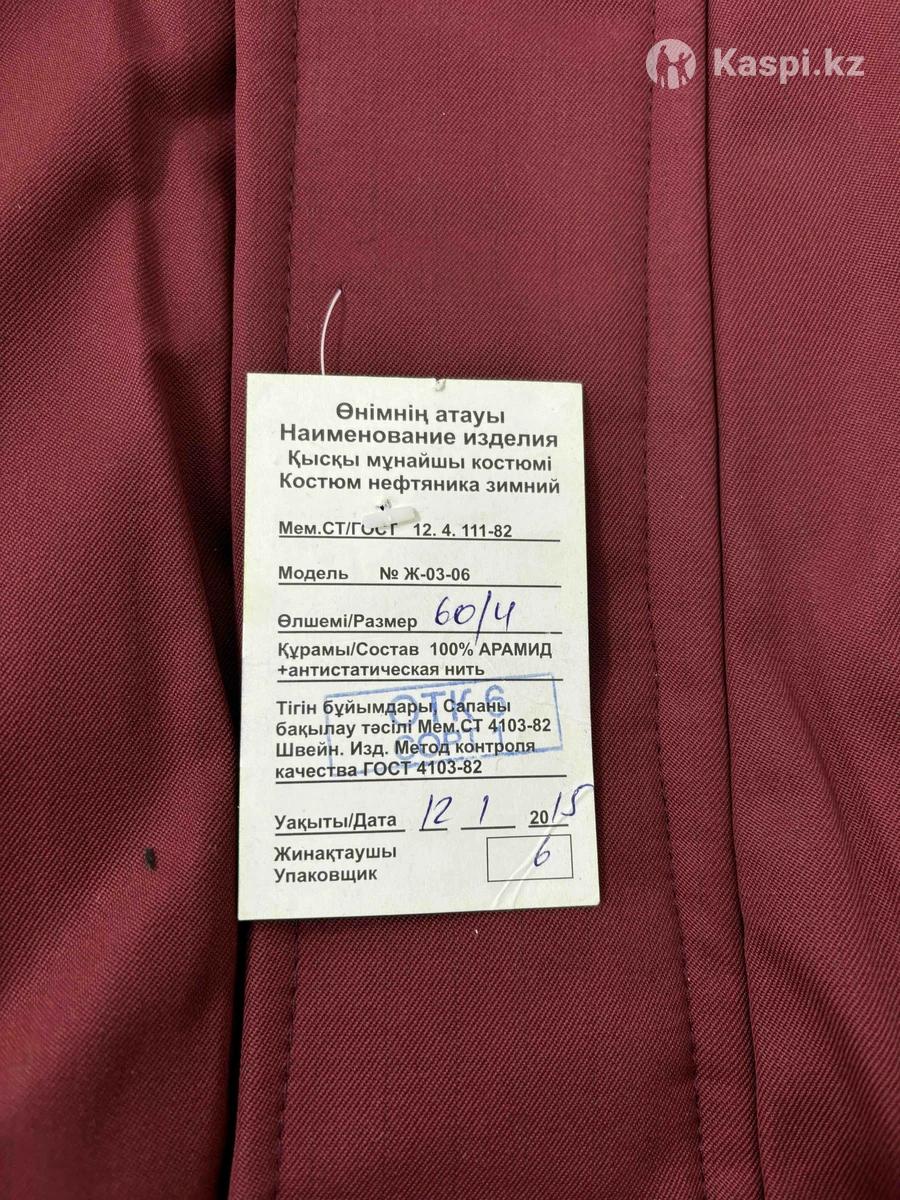 Kaspi.kz
Өнімнің атауы
Наименование изделия
Қысқы мұнайшы костюмі
Костюм нефтяника зимний
Мем.СТ/ГОСТ 12. 4. 111-82
Модель № Ж-03-06
Өлшемі/Размер 60/4
Құрамы/Состав 100% АРАМИД
+антистатическая нить
ОТК 6
СОРТ 1
Тігін бұйымдары. Сапаны
бақылау тәсілі Мем.СТ 4103-82
Швейн. Изд. Метод контроля
качества ГОСТ 4103-82
Уақыты/Дата 12 1 2015
Жинақтаушы
Упаковщик 6